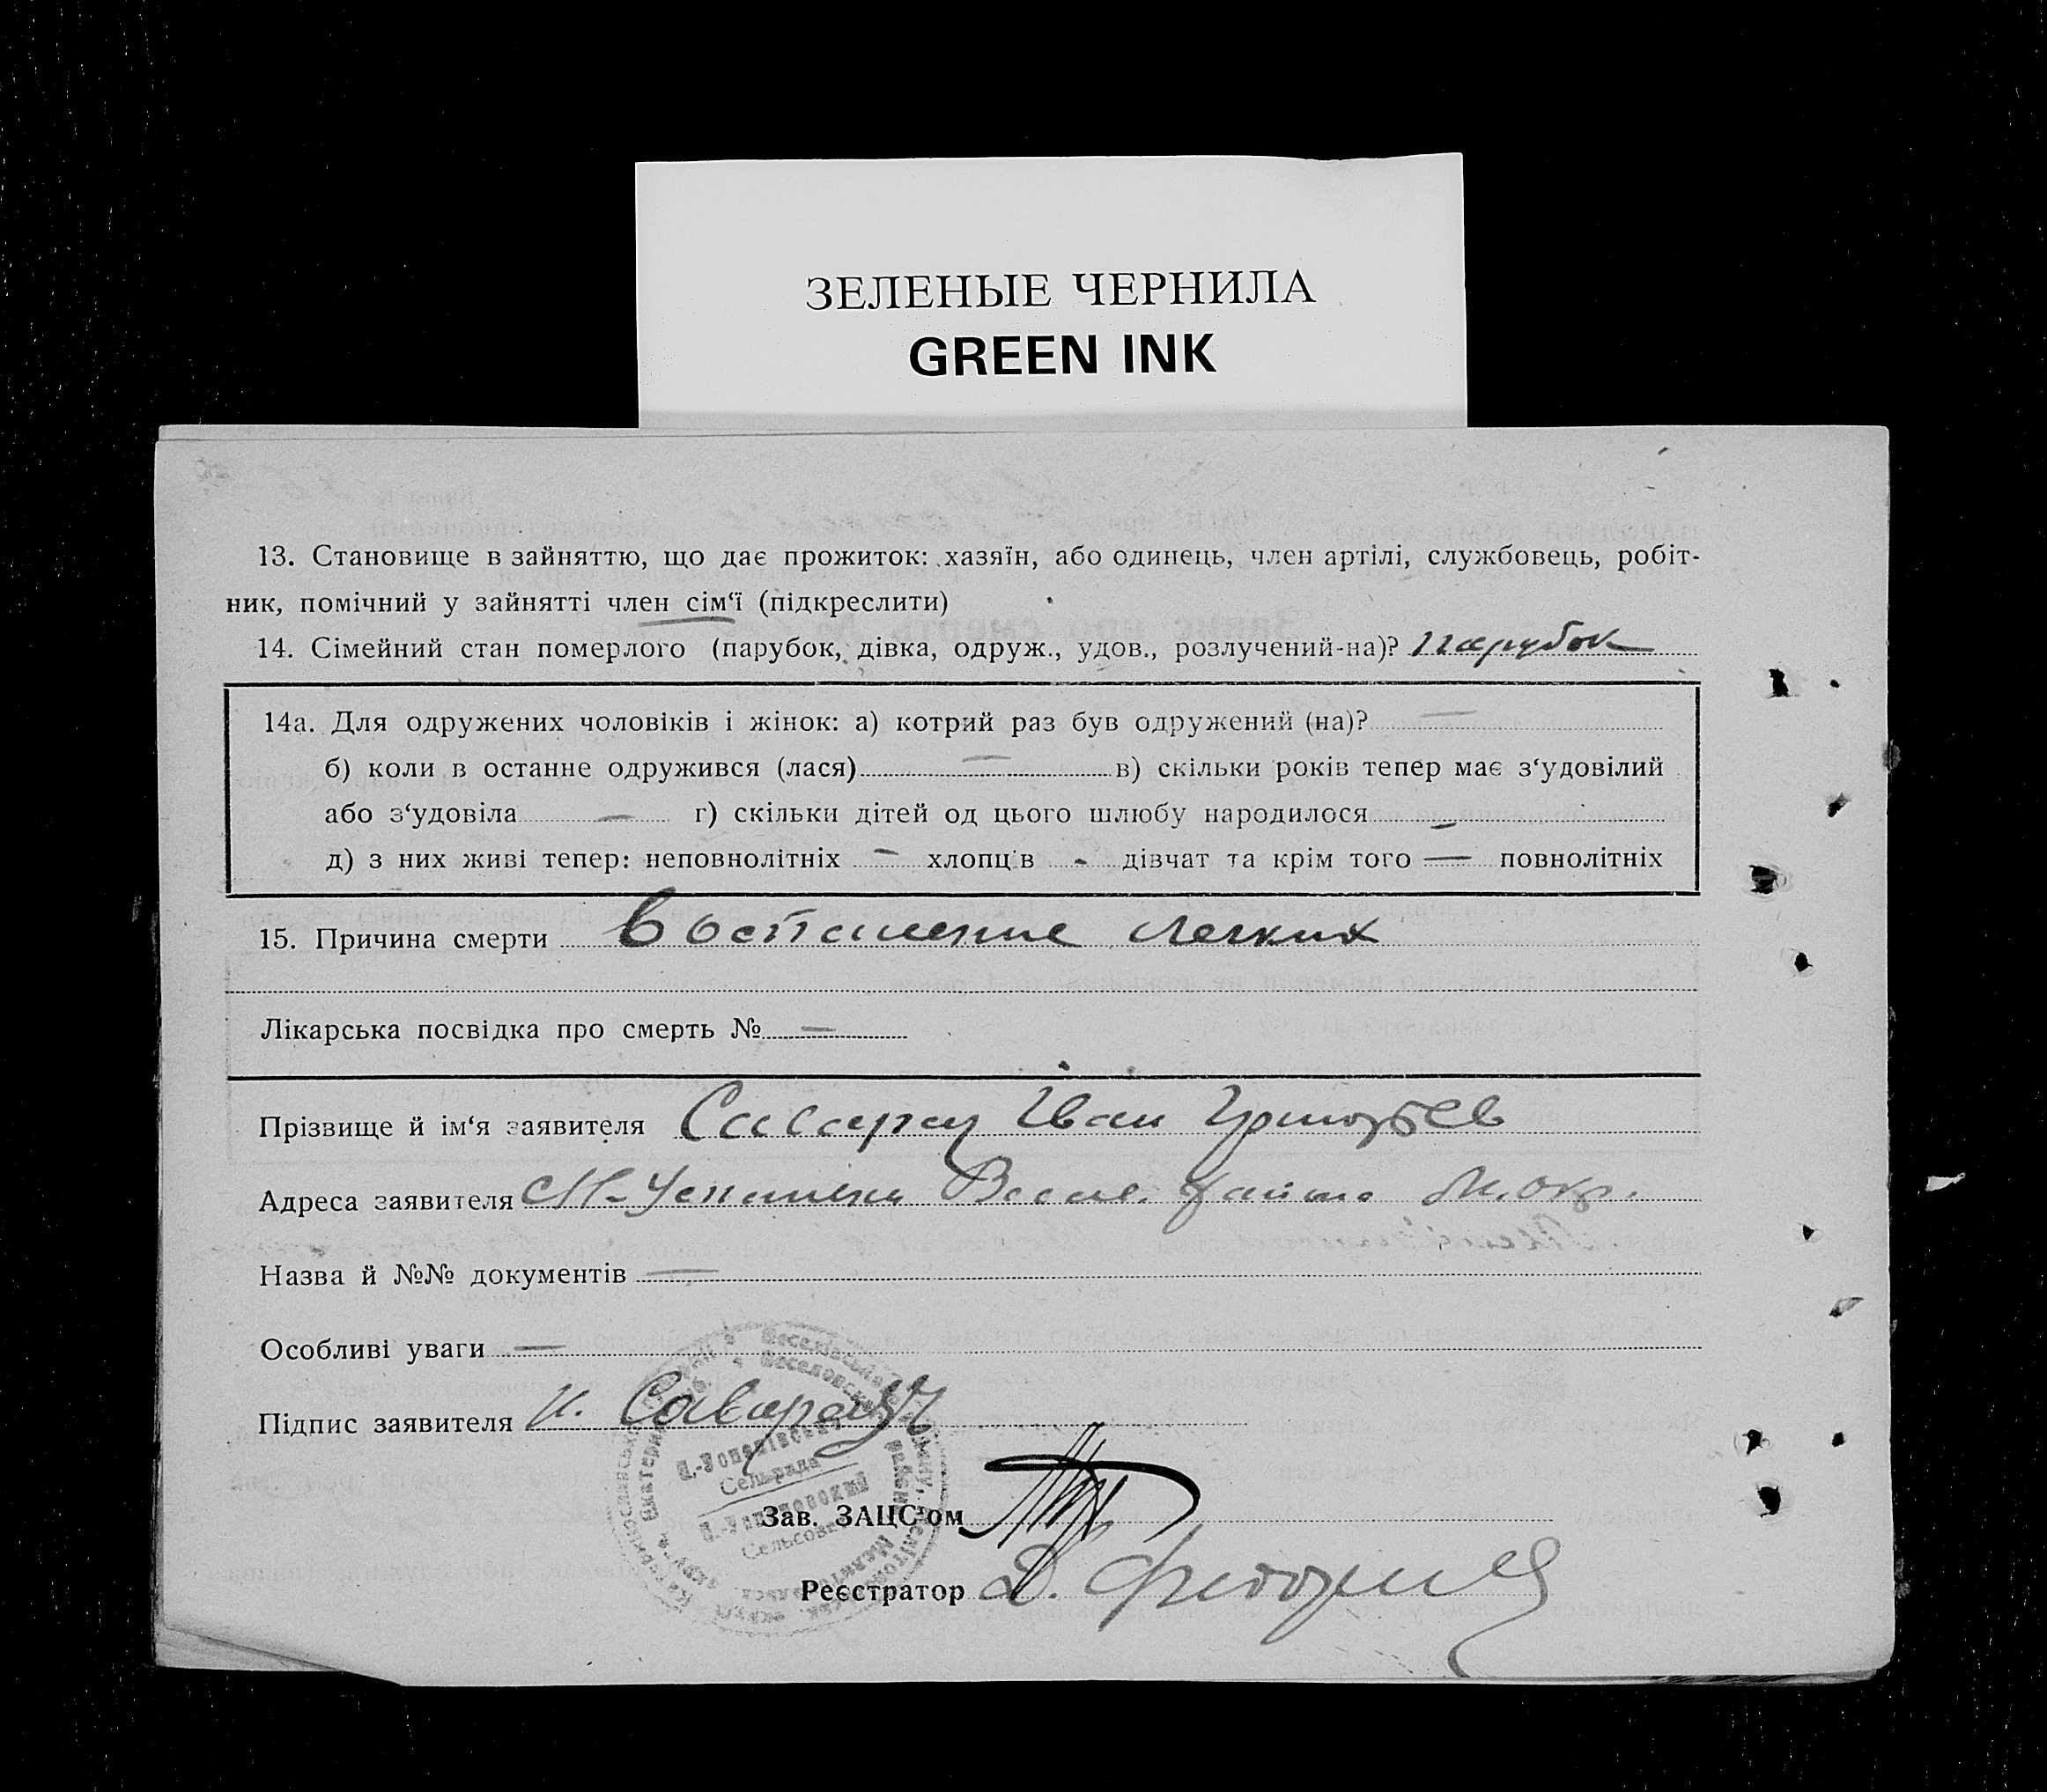 ЗЕЛЕНЫЕ ЧЕРНИЛА
GREEN INK
13. Становище в зайняттю, що дає прожиток: хазяїн, або одинець, член артілі, службовець, робіт-
ник, помічний у зайнятті член сім‘ї (підкреслити)
14. Сімейний стан померлого (парубок, дівка, одруж., удов., розлучений-на)? парубок
14а. Для одружених чоловіків і жінок: а) котрий раз був одружений (на)? —
б) коли в останне одружився (лася) — в) скільки років тепер має з‘удовілий
або з‘удовіла — г) скільки дітей од цього шлюбу народилося —
д) з них живі тепер: неповнолітніх — хлопців - дівчат та крім того — повнолітніх
15. Причина смерти Воспаление легких
Лікарська посвідка про смерть № —
Прізвище й ім‘я заявителя Іван
Адреса заявителя
Назва й №№ документів —
Особливі уваги —
Підпис заявителя И.
Сельрада
Зав. ЗАЦС‘ом
Реєстратор Д.